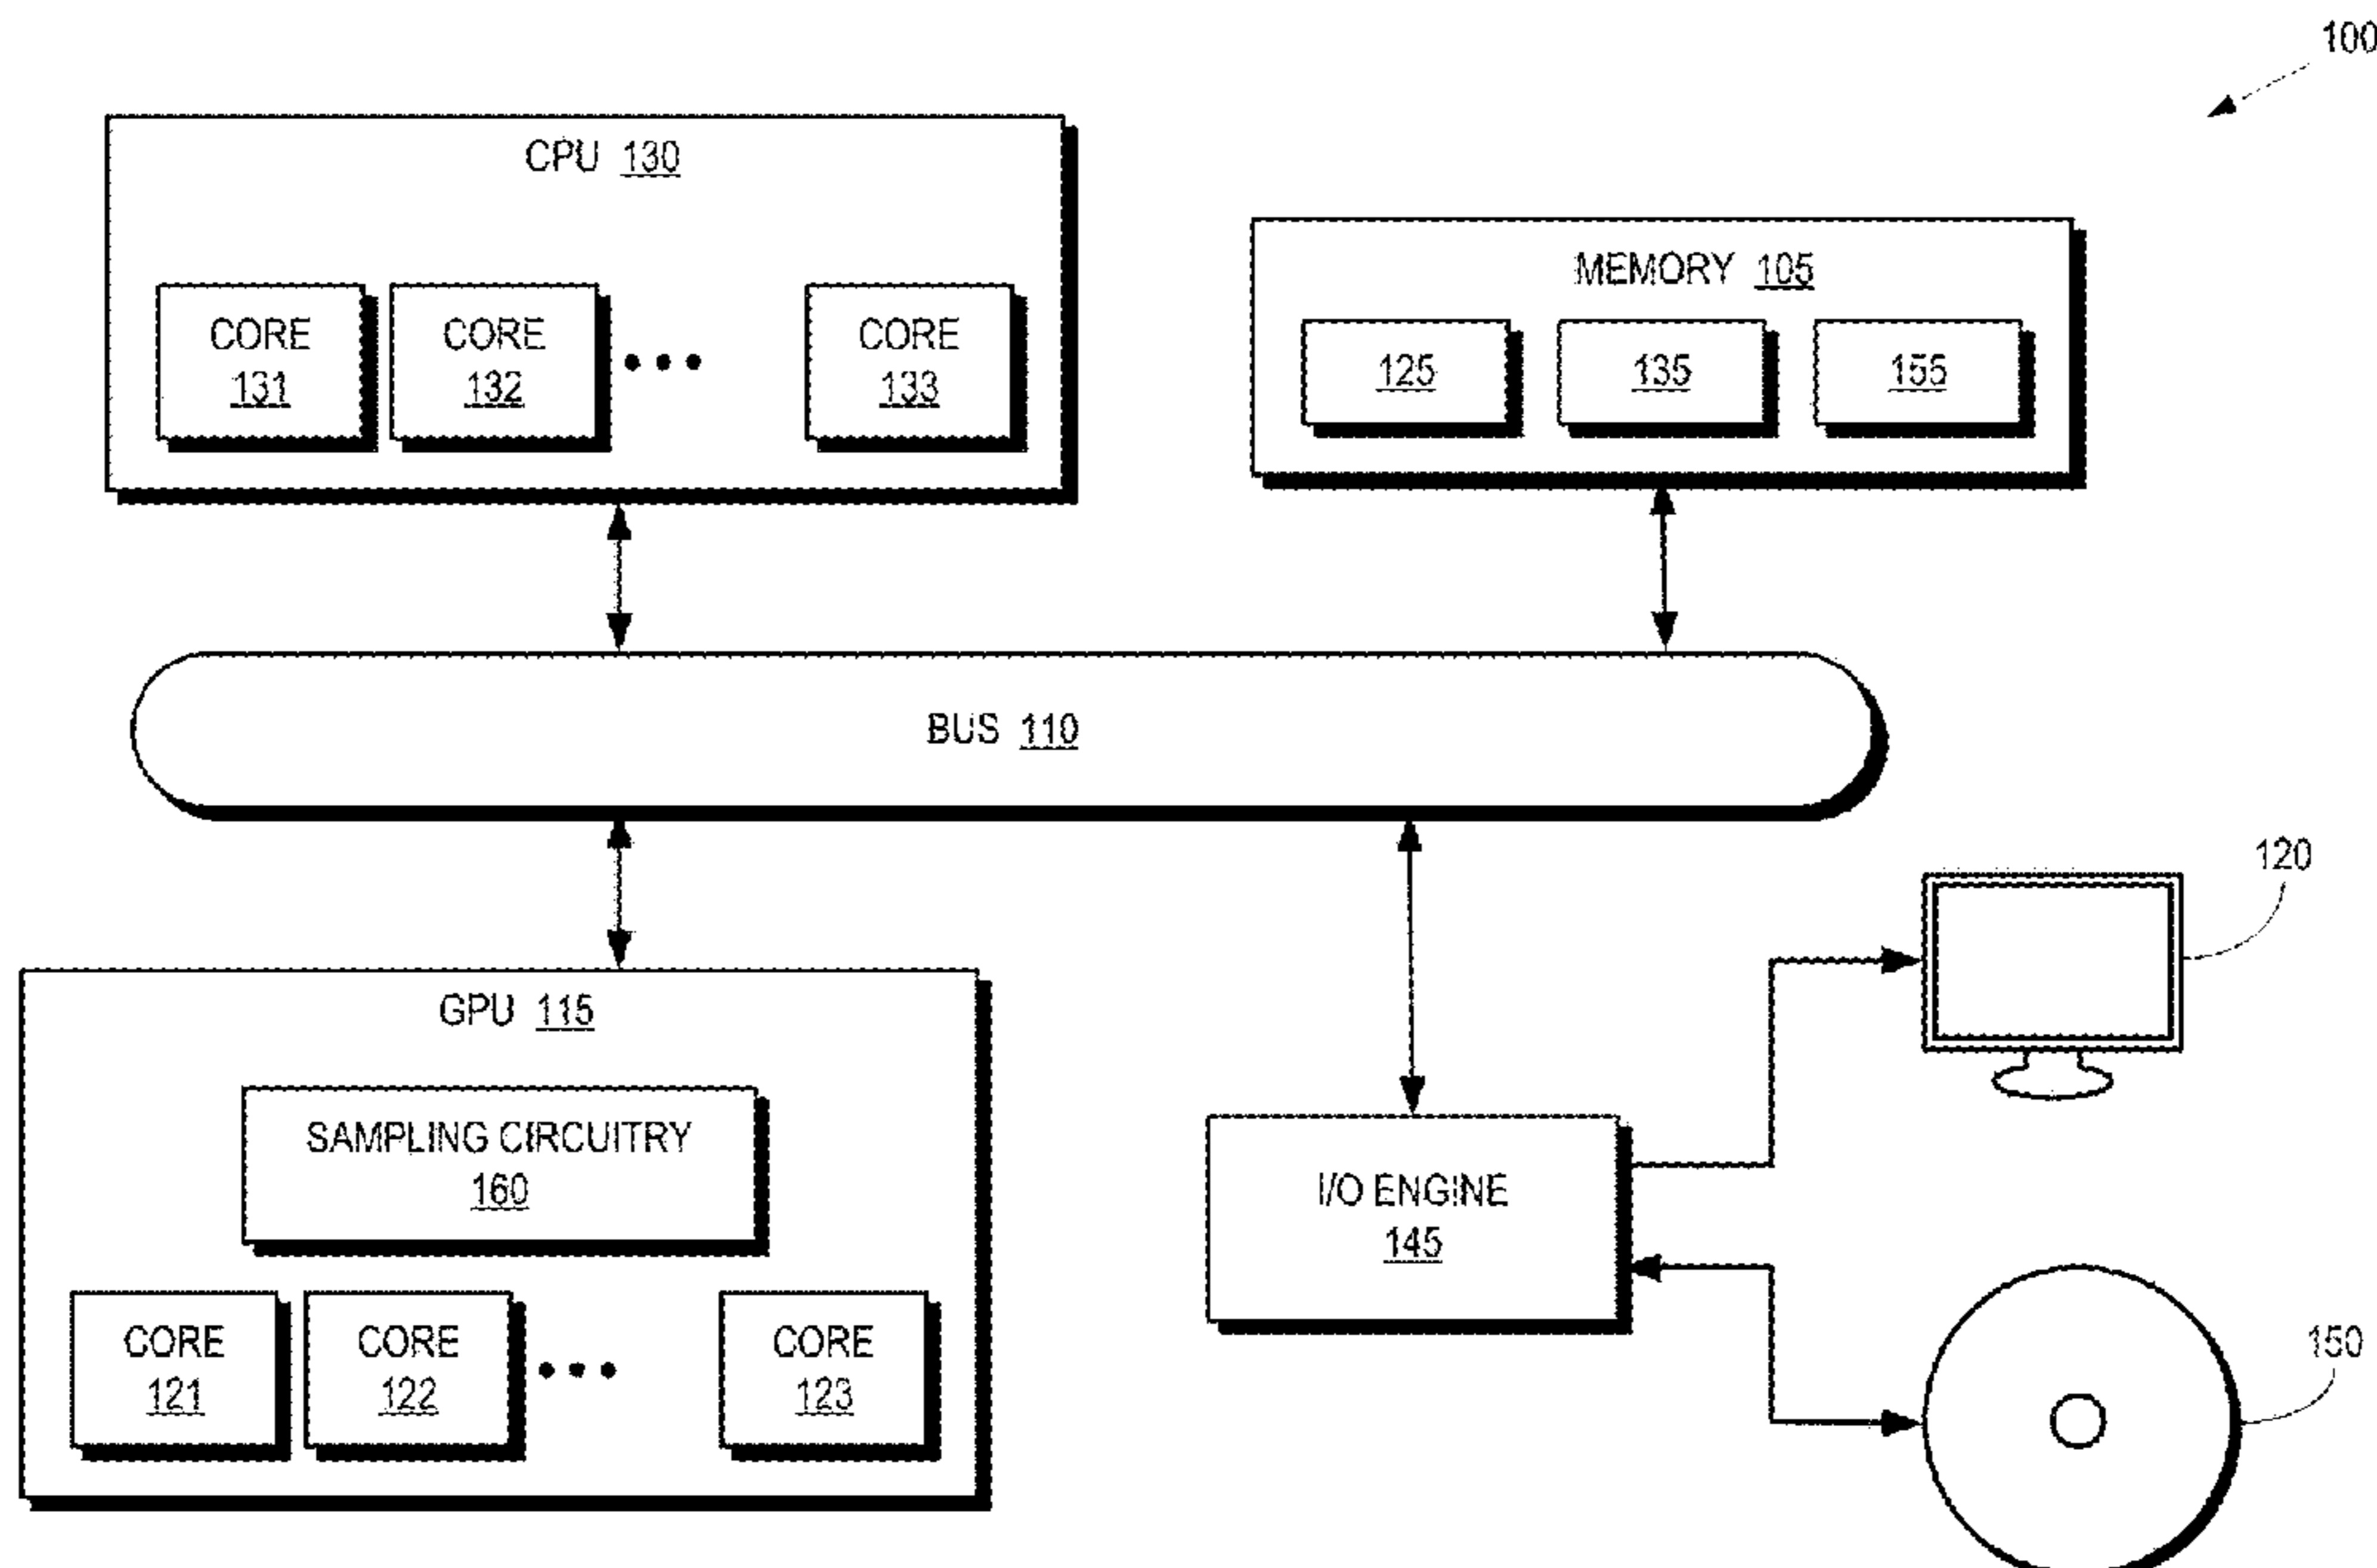 100
CPU 130
CORE
131
CORE
132
CORE
133
MEMORY 105
125
135
155
BUS 110
GPU 115
SAMPLING CIRCUITRY
160
CORE
121
CORE
122
CORE
123
I/O ENGINE
145
120
150